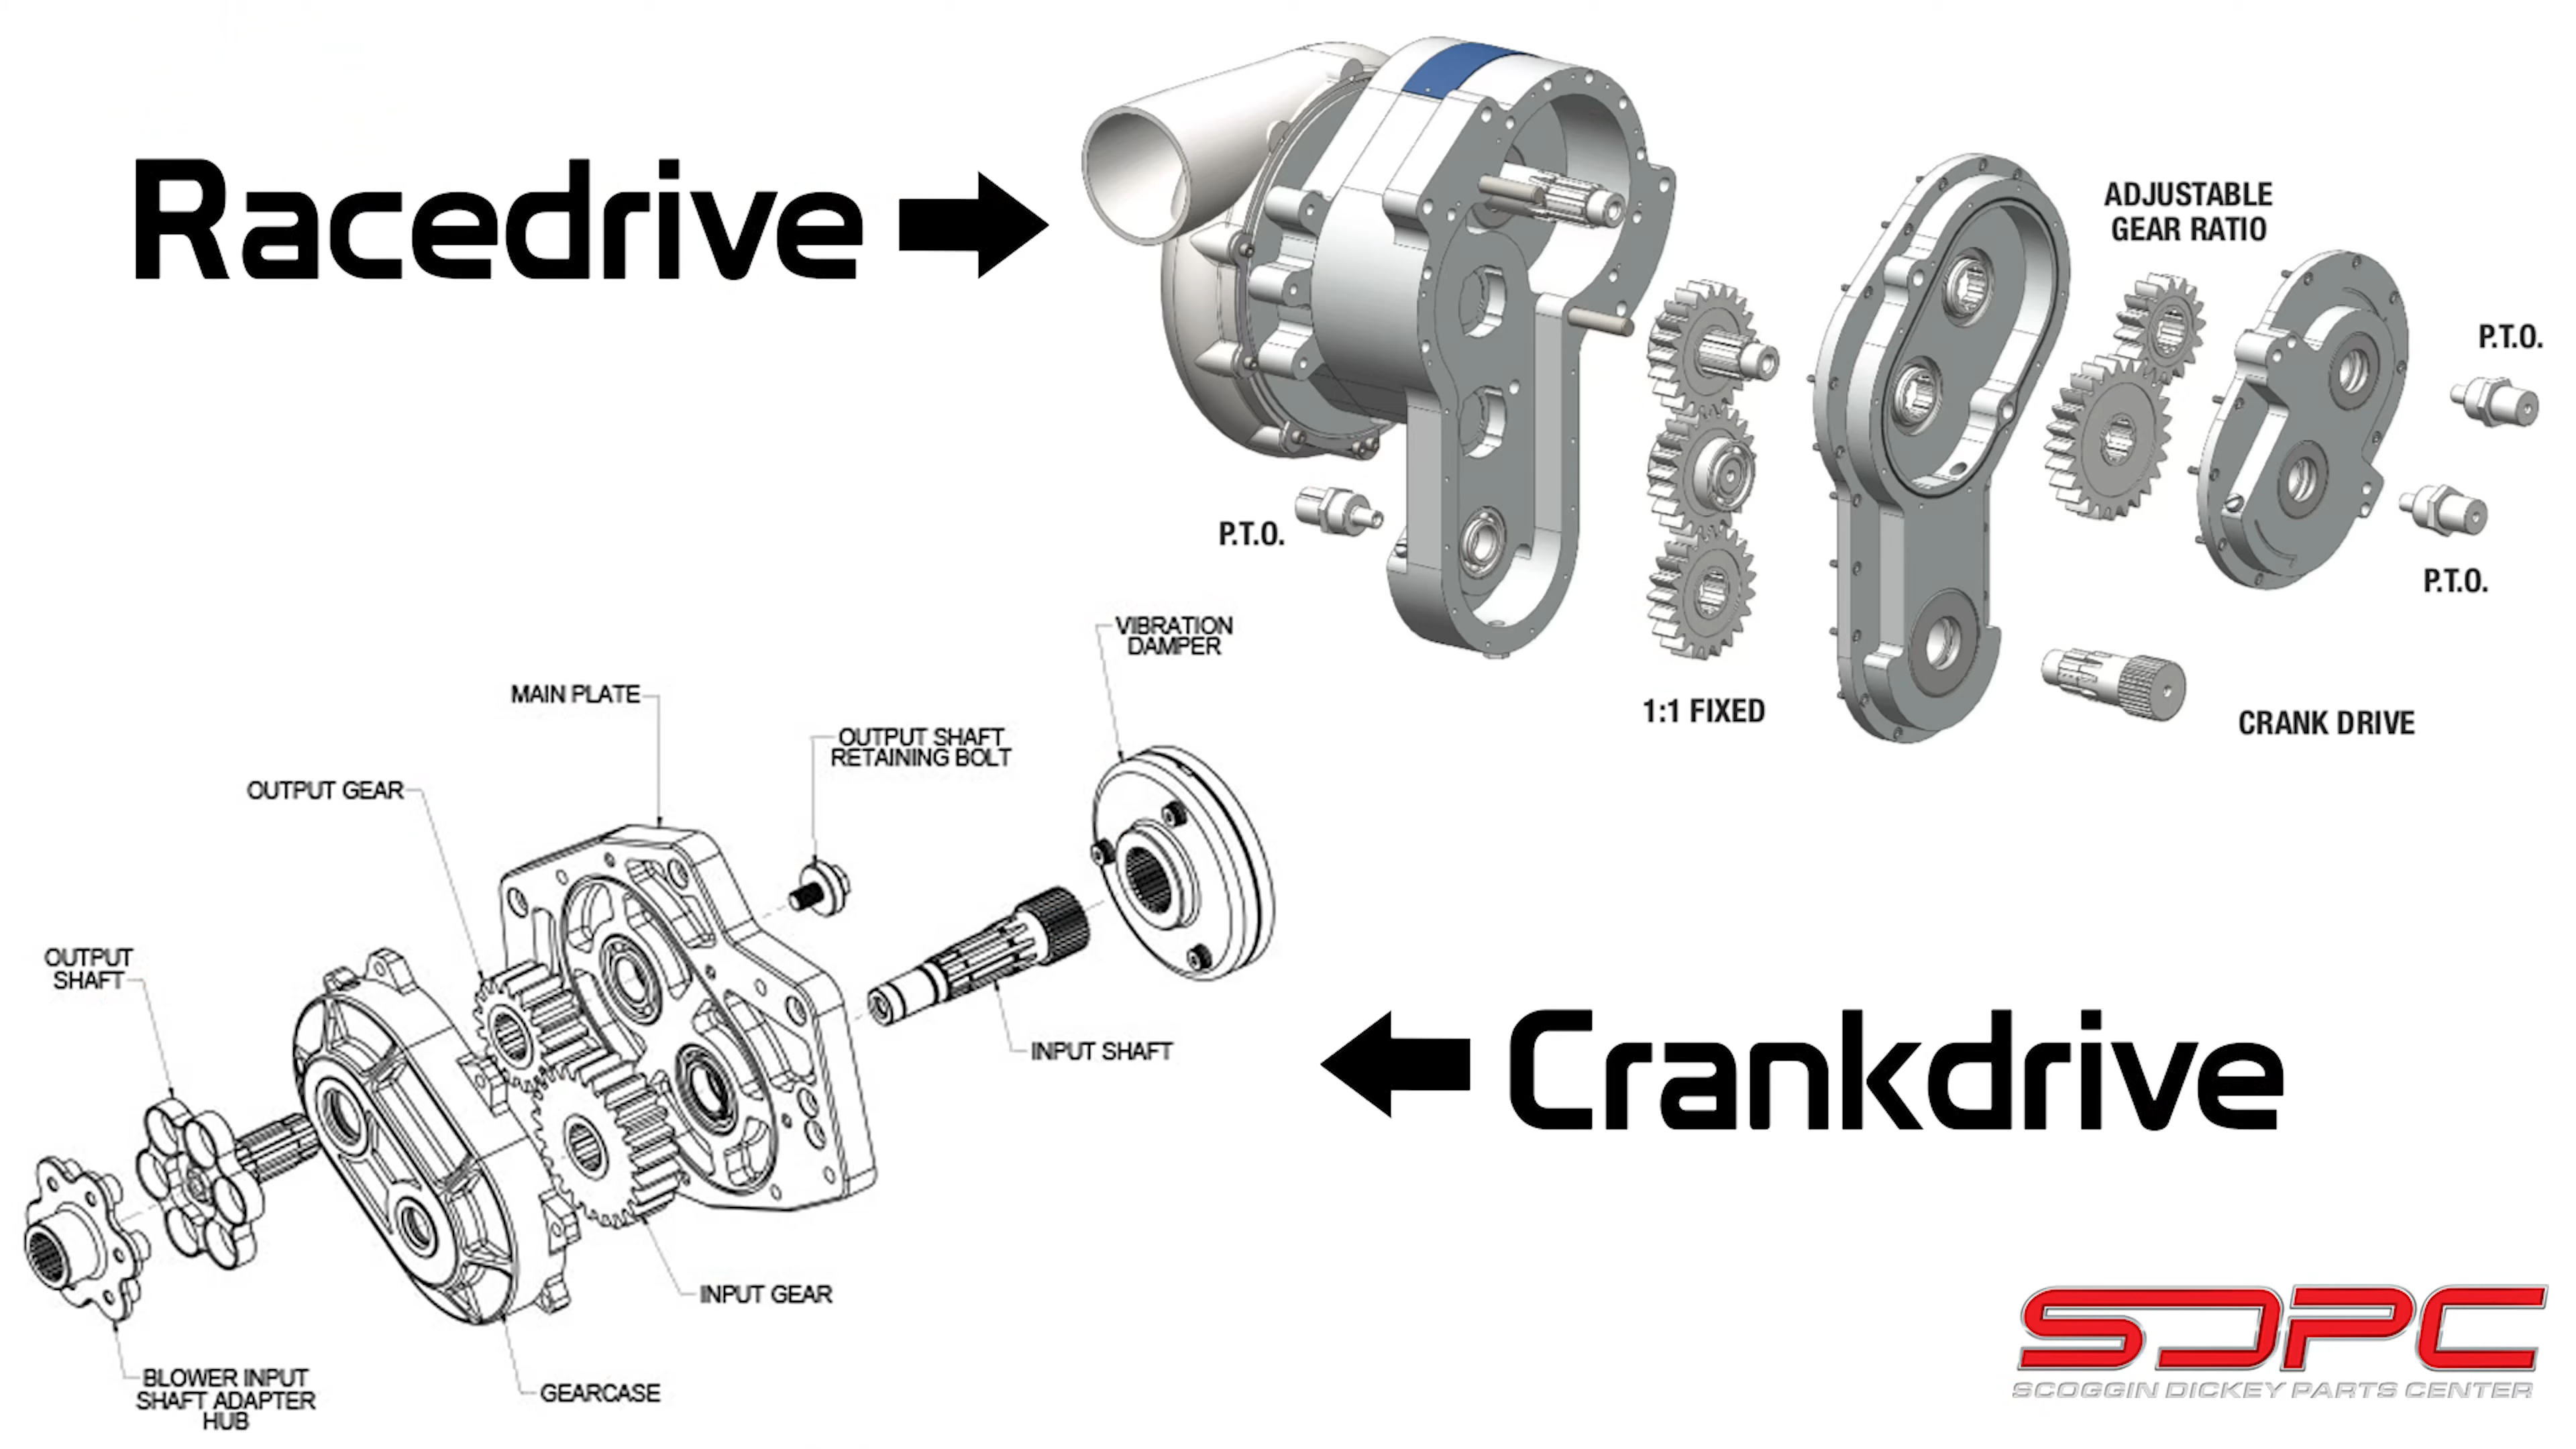 Racedrive
ADJUSTABLE
GEAR RATIO
P.T.O.
P.T.O.
P.T.O.
1:1 FIXED
CRANK DRIVE
VIBRATION
DAMPER
MAIN PLATE
OUTPUT SHAFT
RETAINING BOLT
OUTPUT GEAR
OUTPUT
SHAFT
INPUT SHAFT
Crankdrive
INPUT GEAR
BLOWER INPUT
SHAFT ADAPTER
HUB
GEARCASE
SDPC
SCOGGIN DICKEY PARTS CENTER